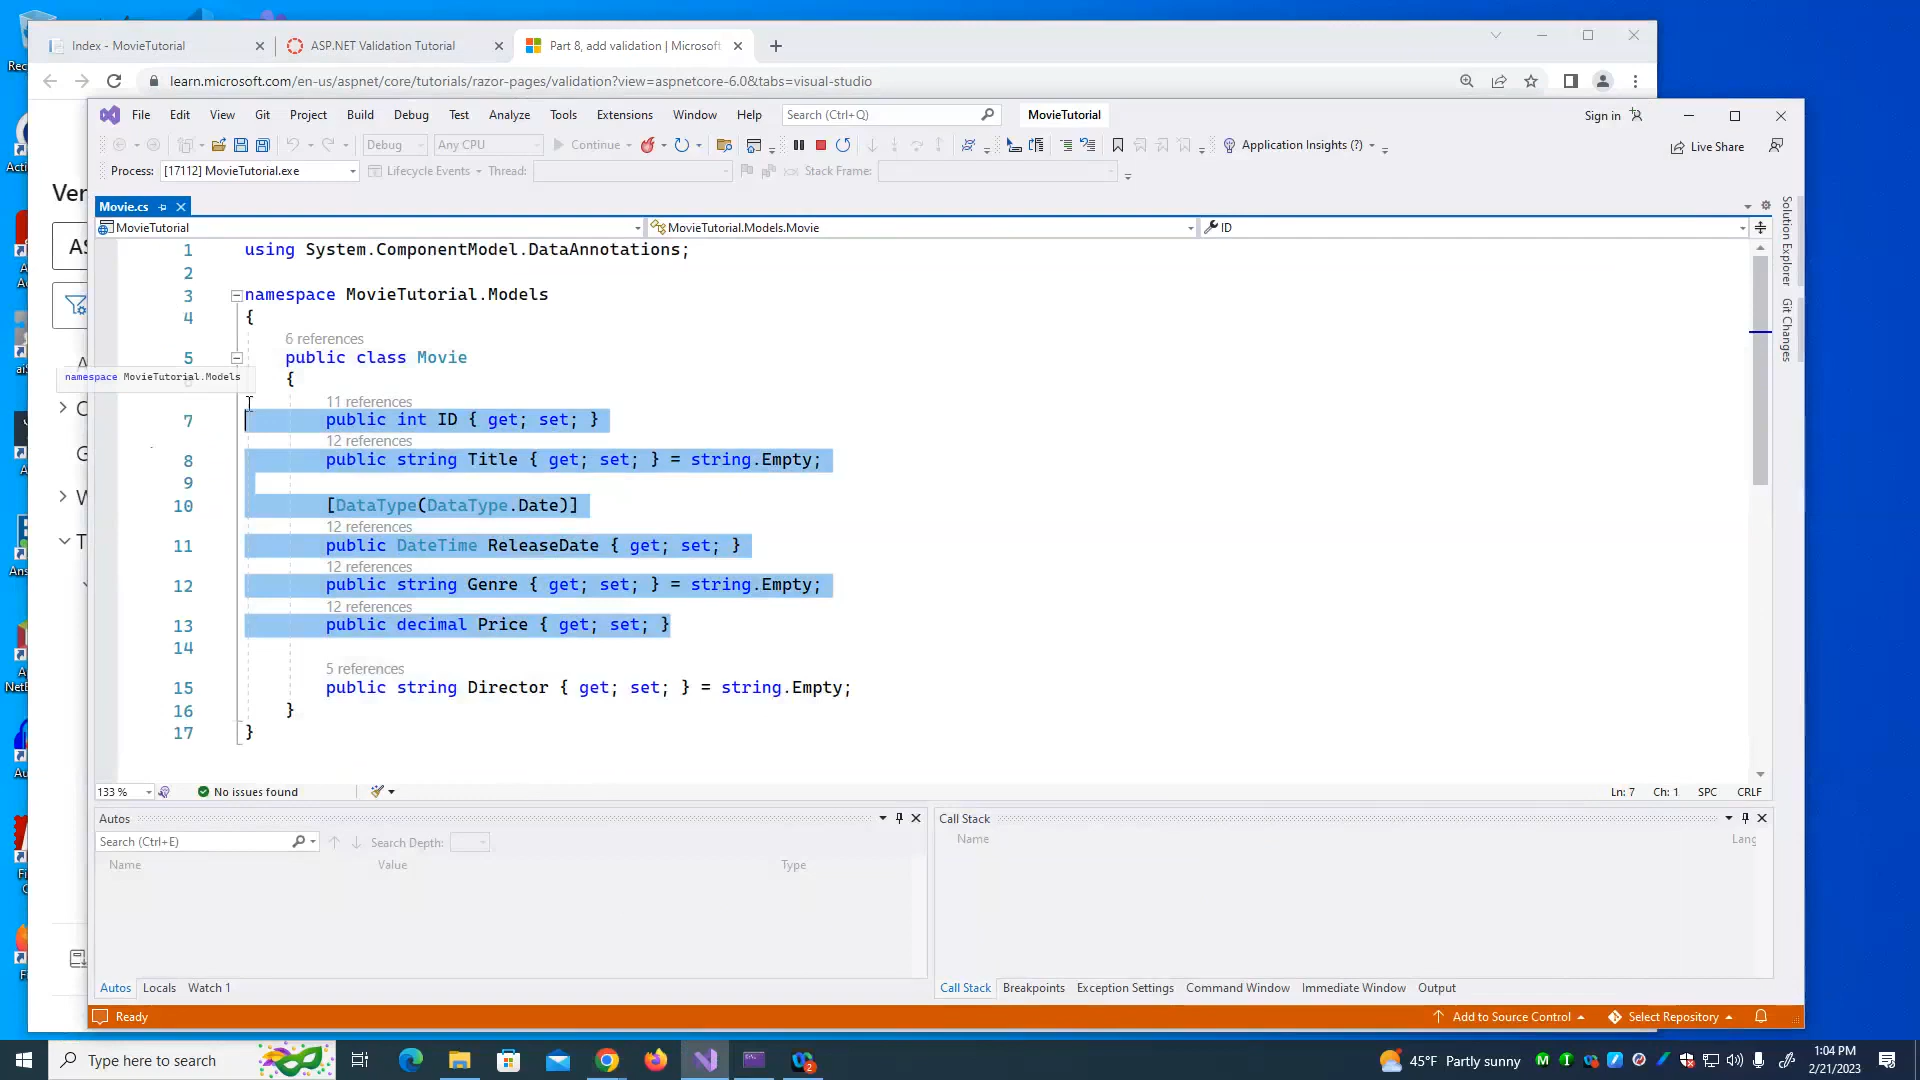 Index - MovieTutorial
ASP.NET Validation Tutorial
Part 8, add validation | Microsoft
learn.microsoft.com/en-us/aspnet/core/tutorials/razor-pages/validation?view=aspnetcore-6.0&tabs=visual-studio
File Edit View Git Project Build Debug Test Analyze Tools Extensions Window Help Search (Ctrl+Q) MovieTutorial Sign in
Debug Any CPU Continue Application Insights (?) Live Share
Process: [17112] MovieTutorial.exe Lifecycle Events Thread: Stack Frame:
Movie.cs
MovieTutorial MovieTutorial.Models.Movie ID
1 using System.ComponentModel.DataAnnotations;
2
3 namespace MovieTutorial.Models
4 {
6 references
5 public class Movie
{
namespace MovieTutorial.Models
11 references
7 public int ID { get; set; }
12 references
8 public string Title { get; set; } = string.Empty;
9
10 [DataType(DataType.Date)]
12 references
11 public DateTime ReleaseDate { get; set; }
12 references
12 public string Genre { get; set; } = string.Empty;
12 references
13 public decimal Price { get; set; }
14
5 references
15 public string Director { get; set; } = string.Empty;
16 }
17 }
133 % No issues found Ln: 7 Ch: 1 SPC CRLF
Solution Explorer
Git Changes
Autos
Search (Ctrl+E) Search Depth:
Name Value Type
Call Stack
Name Lang
Autos Locals Watch 1
Call Stack Breakpoints Exception Settings Command Window Immediate Window Output
Ready Add to Source Control Select Repository
Type here to search
2
45°F Partly sunny
1:04 PM
2/21/2023